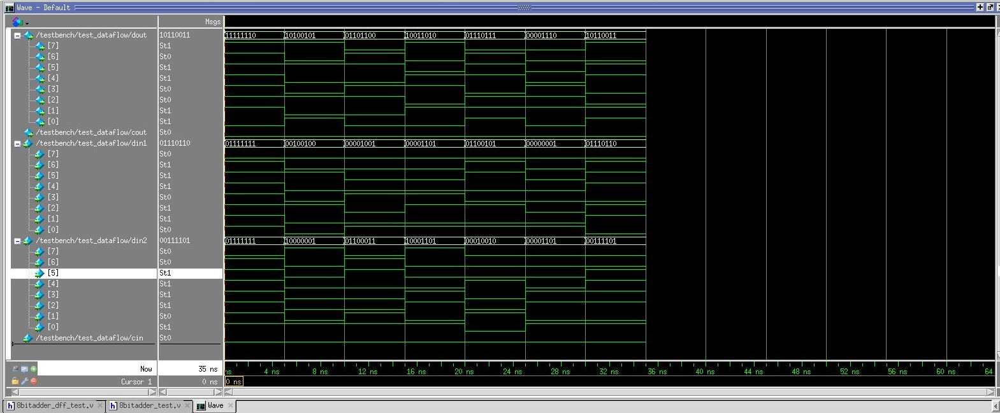 Wave - Default
Msgs
/testbench/test_dataflow/dout 10110011 11111110 10100101 01101100 10011010 01110111 00001110 10110011
[7] St1
[6] St0
[5] St1
[4] St1
[3] St0
[2] St0
[1] St1
[0] St1
/testbench/test_dataflow/cout St0
/testbench/test_dataflow/din1 01110110 01111111 00100100 00001001 00001101 01100101 00000001 01110110
[7] St0
[6] St1
[5] St1
[4] St1
[3] St0
[2] St1
[1] St1
[0] St0
/testbench/test_dataflow/din2 00111101 01111111 10000001 01100011 10001101 00010010 00001101 00111101
[7] St0
[6] St0
[5] St1
[4] St1
[3] St1
[2] St1
[1] St0
[0] St1
/testbench/test_dataflow/cin St0
Now 35 ns ns 4 ns 8 ns 12 ns 16 ns 20 ns 24 ns 28 ns 32 ns 36 ns 40 ns 44 ns 48 ns 52 ns 56 ns 60 ns 64
Cursor 1 0 ns 0 ns
8bitadder_dff_test.v 8bitadder_test.v Wave